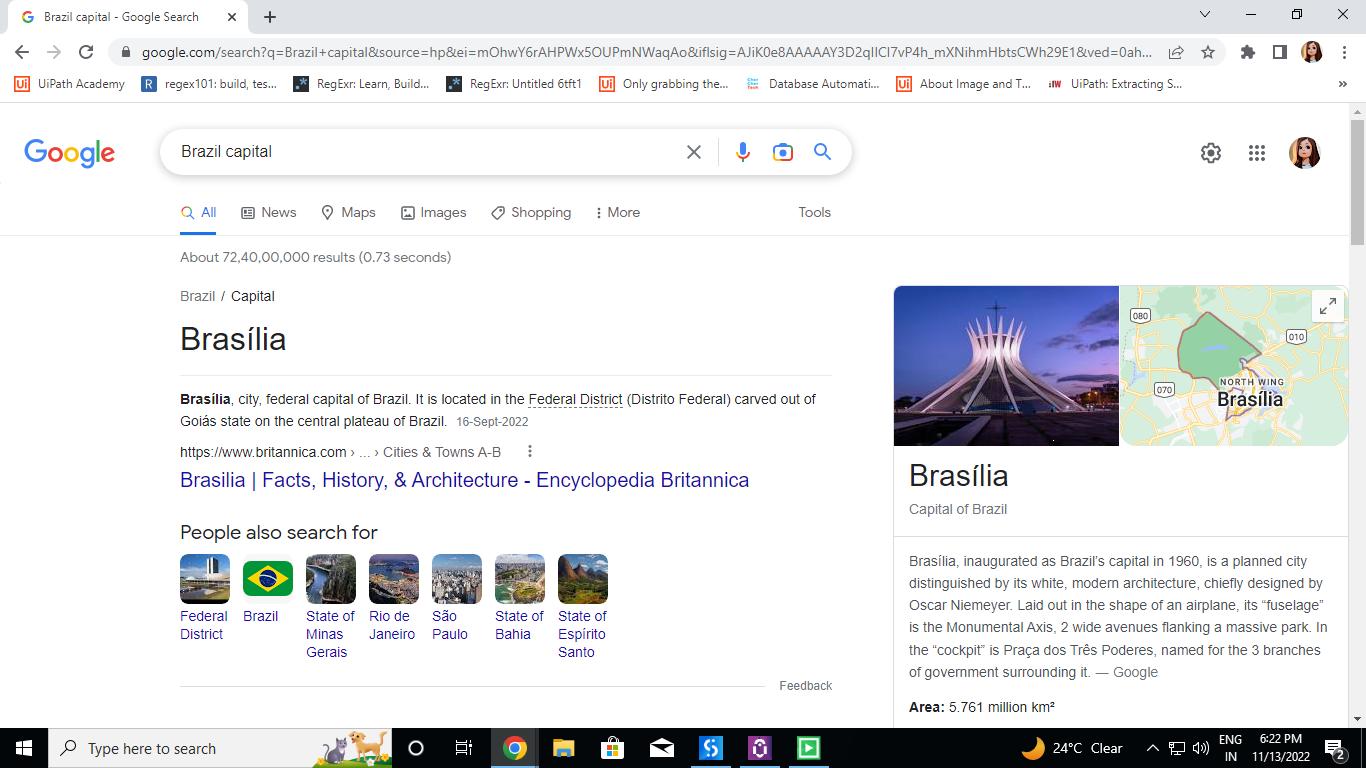 Brazil capital - Google Search
google.com/search?q=Brazil+capital&source=hp&ei=mOhwY6rAHPWx5OUPmNWaqAo&iflsig=AJiK0e8AAAAAY3D2qIlCl7vP4h_mXNihmHbtsCWh29E1&ved=0ah...
UiPath Academy
regex101: build, tes...
RegExr: Learn, Build...
RegExr: Untitled 6tft1
Only grabbing the...
Database Automati...
About Image and T...
UiPath: Extracting S...
»
Google
Brazil capital
All News Maps Images Shopping More Tools
About 72,40,00,000 results (0.73 seconds)
Brazil / Capital
Brasília
Brasília, city, federal capital of Brazil. It is located in the Federal District (Distrito Federal) carved out of
Goiás state on the central plateau of Brazil. 16-Sept-2022
https://www.britannica.com › ... › Cities & Towns A-B
Brasilia | Facts, History, & Architecture - Encyclopedia Britannica
People also search for
Federal District
Brazil
State of Minas Gerais
Rio de Janeiro
São Paulo
State of Bahia
State of Espírito Santo
Feedback
080
010
070
NORTH WING
Brasília
Brasília
Capital of Brazil
Brasília, inaugurated as Brazil's capital in 1960, is a planned city
distinguished by its white, modern architecture, chiefly designed by
Oscar Niemeyer. Laid out in the shape of an airplane, its “fuselage”
is the Monumental Axis, 2 wide avenues flanking a massive park. In
the “cockpit” is Praça dos Três Poderes, named for the 3 branches
of government surrounding it. — Google
Area: 5.761 million km²
Type here to search
24°C Clear
ENG
IN
6:22 PM
11/13/2022
2